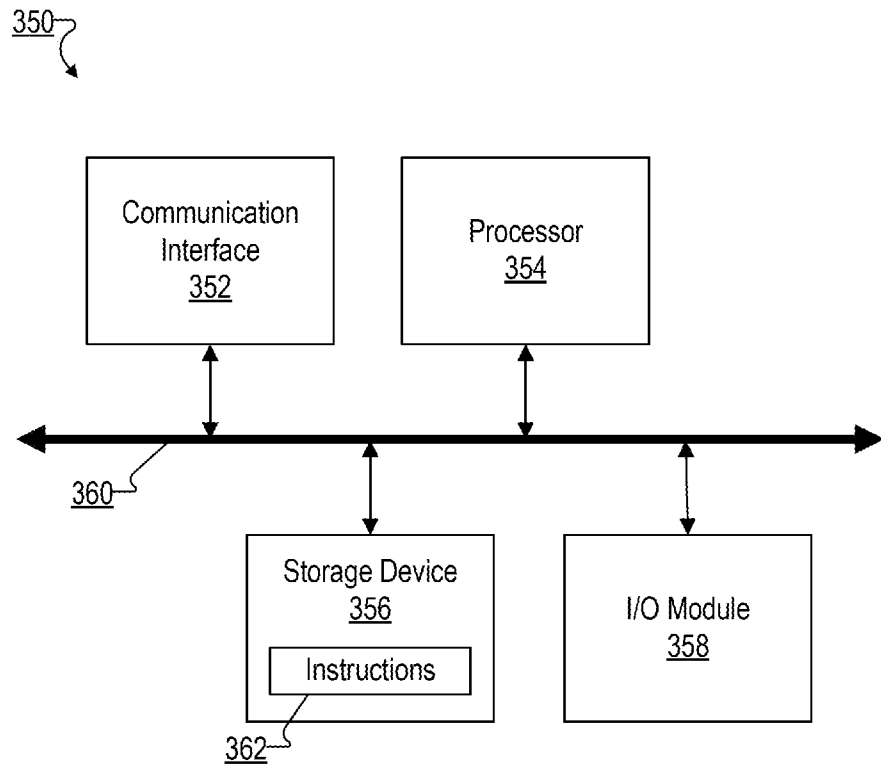 350
Communication
Interface
352
Processor
354
360
Storage Device
356
Instructions
362
I/O Module
358